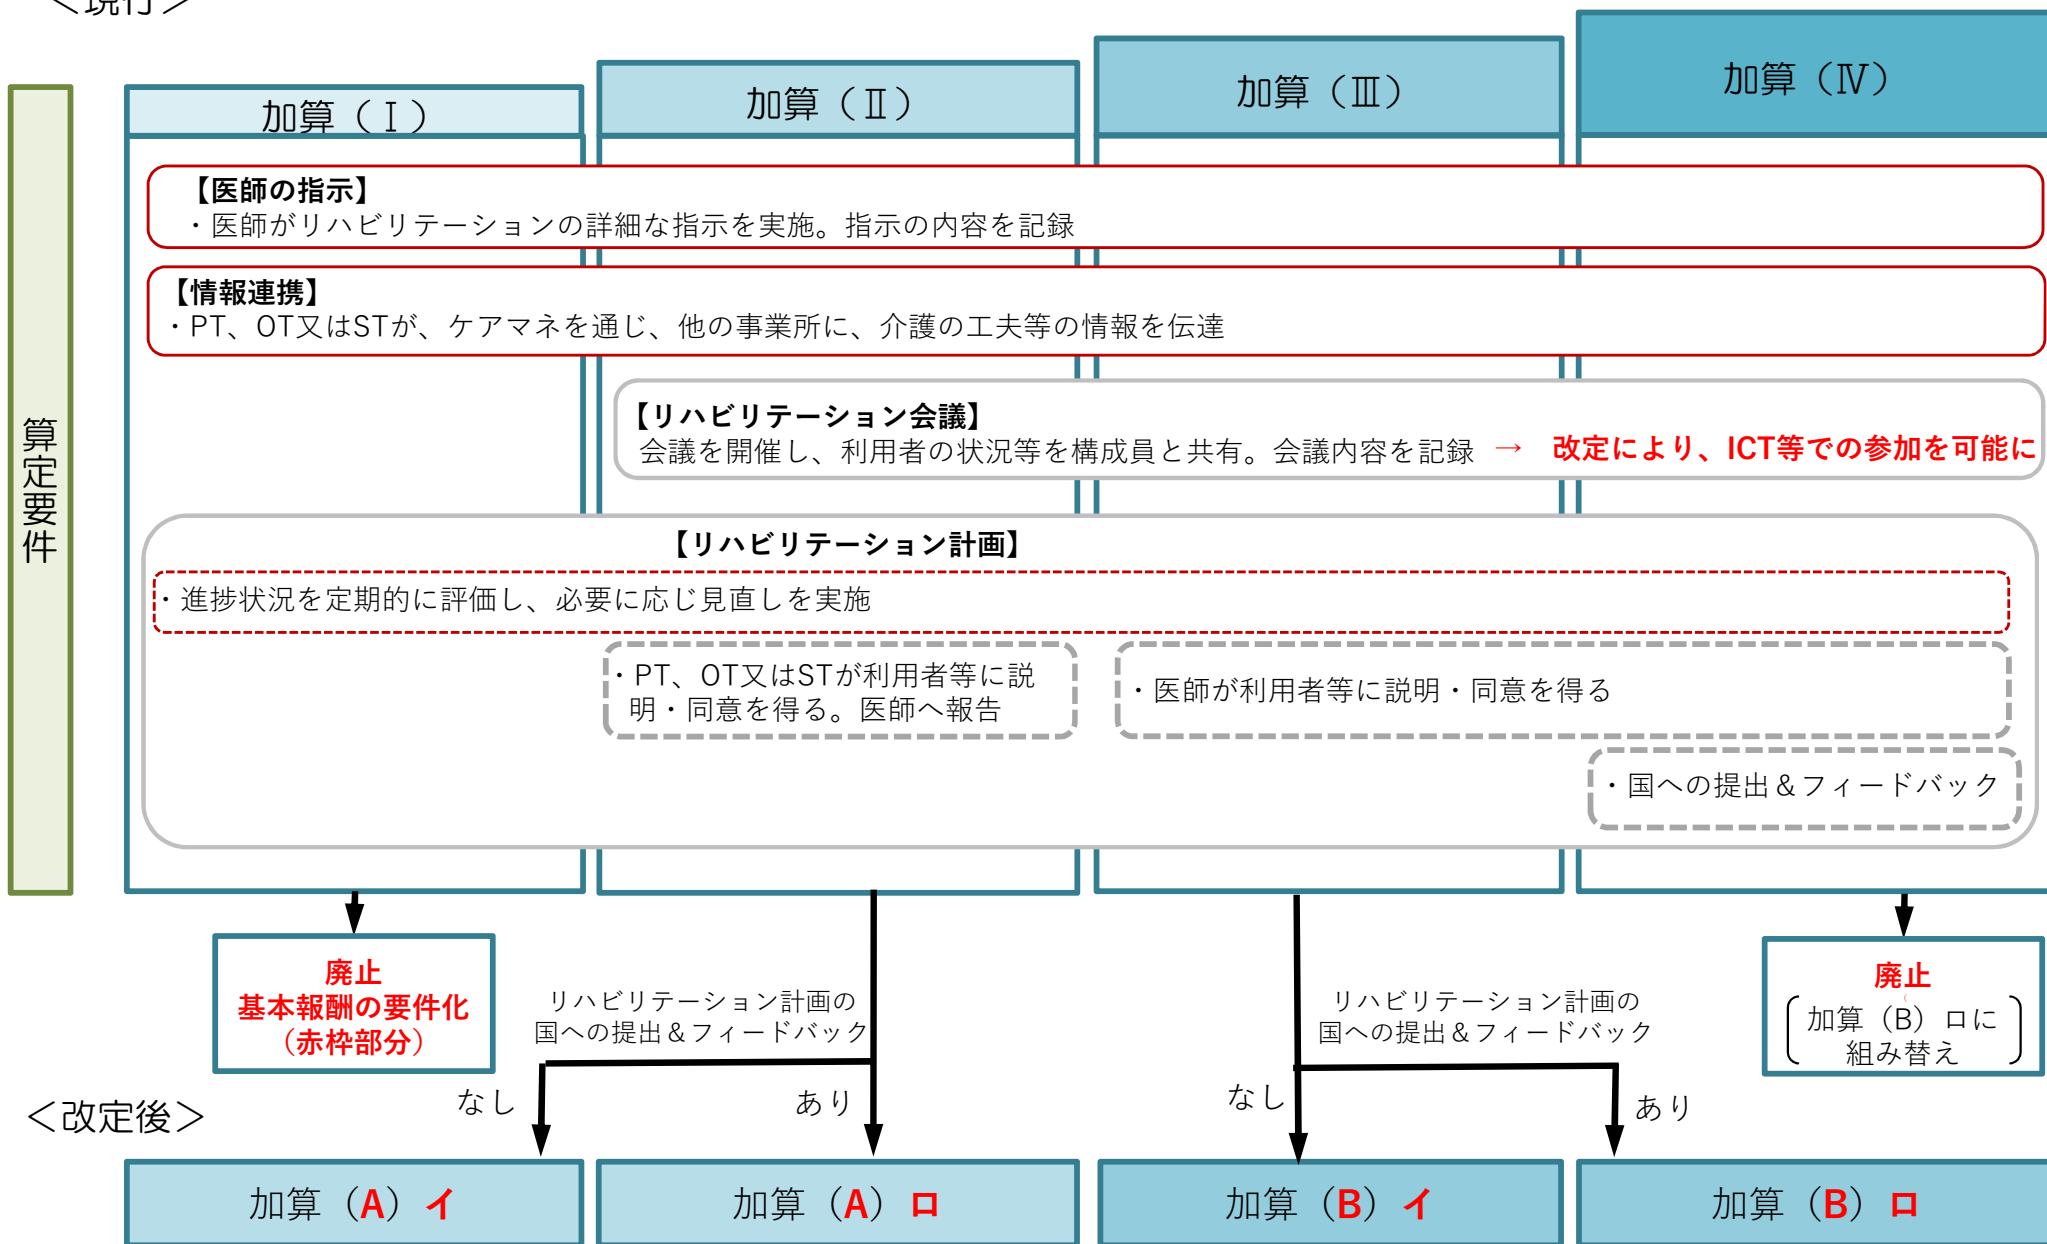 ＜現行＞
加算（Ⅰ）
加算（Ⅱ）
加算（Ⅲ）
加算（Ⅳ）
算定要件
【医師の指示】
・医師がリハビリテーションの詳細な指示を実施。指示の内容を記録
【情報連携】
・PT、OT又はSTが、ケアマネを通じ、他の事業所に、介護の工夫等の情報を伝達
【リハビリテーション会議】
会議を開催し、利用者の状況等を構成員と共有。会議内容を記録 → 改定により、ICT等での参加を可能に
【リハビリテーション計画】
・進捗状況を定期的に評価し、必要に応じ見直しを実施
・PT、OT又はSTが利用者等に説
明・同意を得る。医師へ報告
・医師が利用者等に説明・同意を得る
・国への提出＆フィードバック
廃止
基本報酬の要件化
（赤枠部分）
リハビリテーション計画の
国への提出＆フィードバック
なし
あり
リハビリテーション計画の
国への提出＆フィードバック
なし
あり
廃止
加算（B）ロに
組み替え
＜改定後＞
加算（A）イ
加算（A）ロ
加算（B）イ
加算（B）ロ